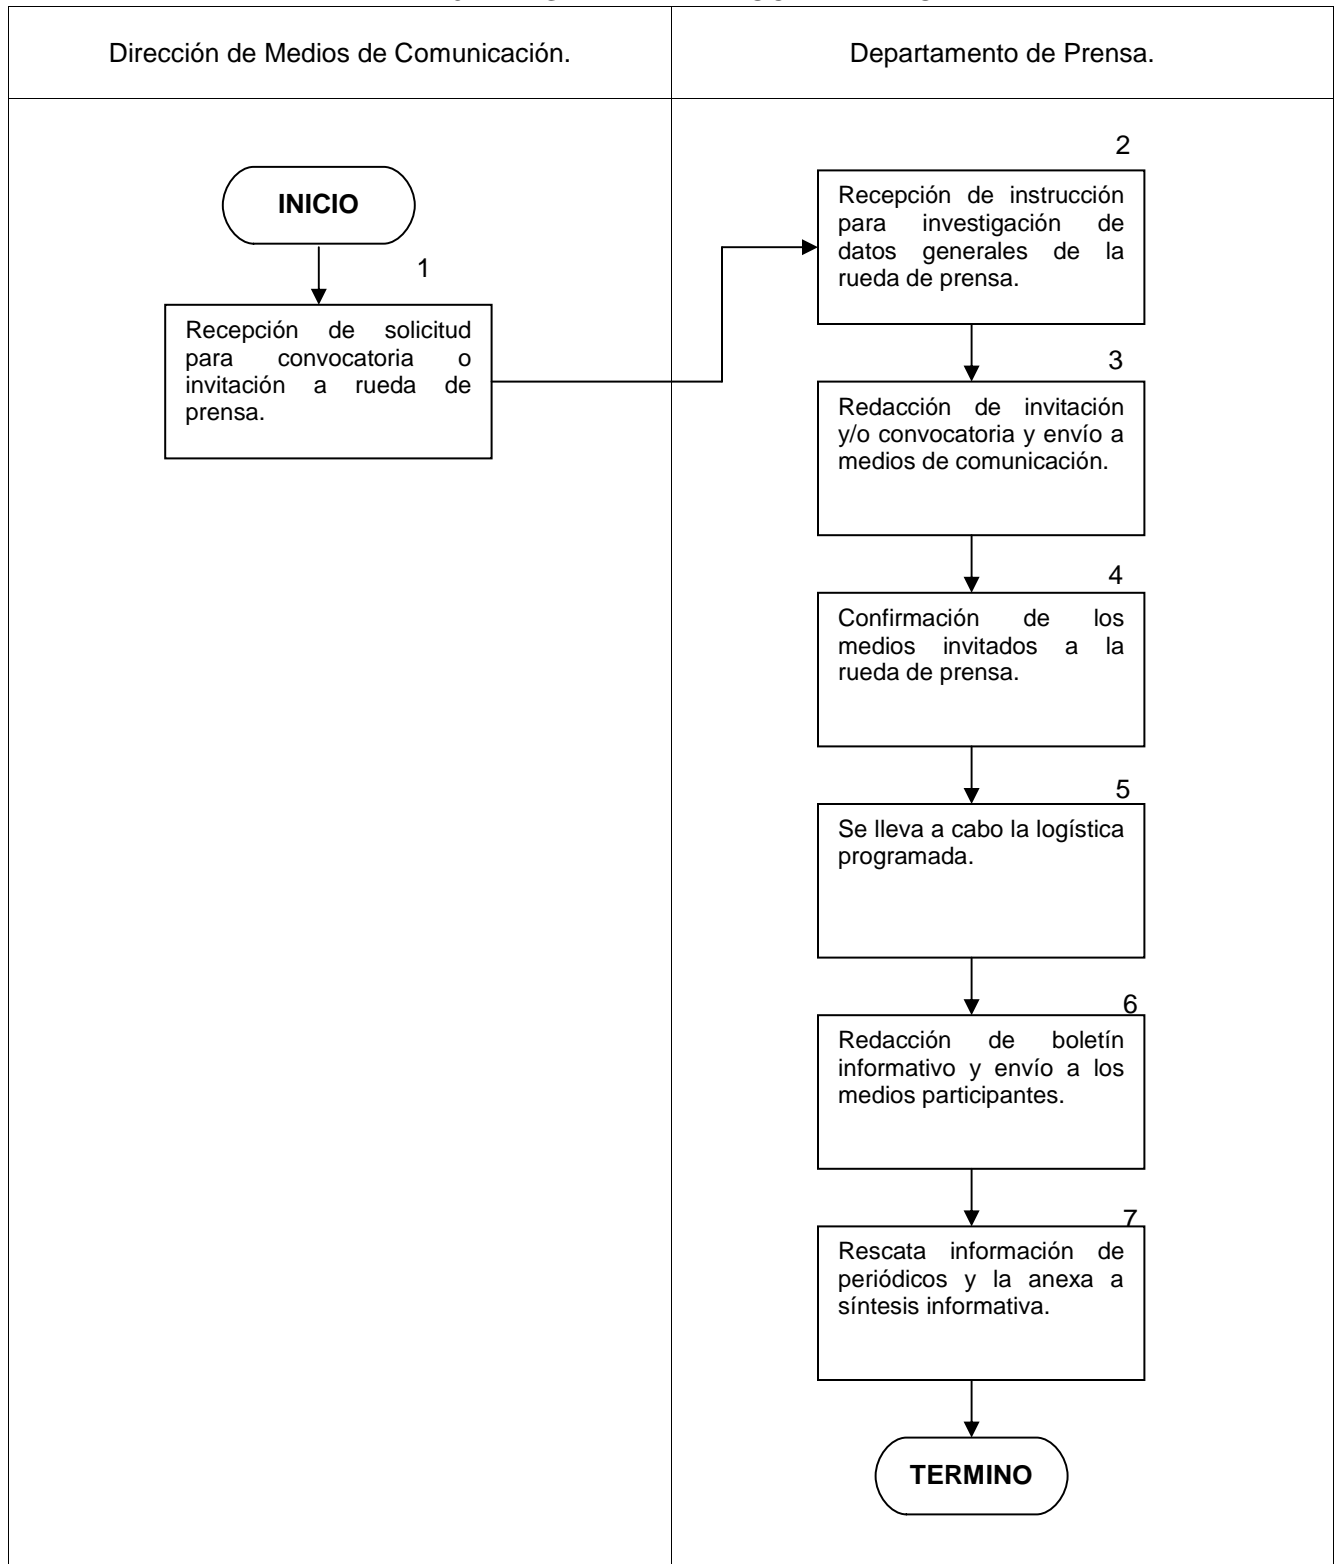 Dirección de Medios de Comunicación.
Departamento de Prensa.
INICIO
1
Recepción de solicitud
para convocatoria o
invitación a rueda de
prensa.
2
Recepción de instrucción
para investigación de
datos generales de la
rueda de prensa.
3
Redacción de invitación
y/o convocatoria y envío a
medios de comunicación.
4
Confirmación de los
medios invitados a la
rueda de prensa.
5
Se lleva a cabo la logística
programada.
6
Redacción de boletín
informativo y envío a los
medios participantes.
7
Rescata información de
periódicos y la anexa a
síntesis informativa.
TERMINO